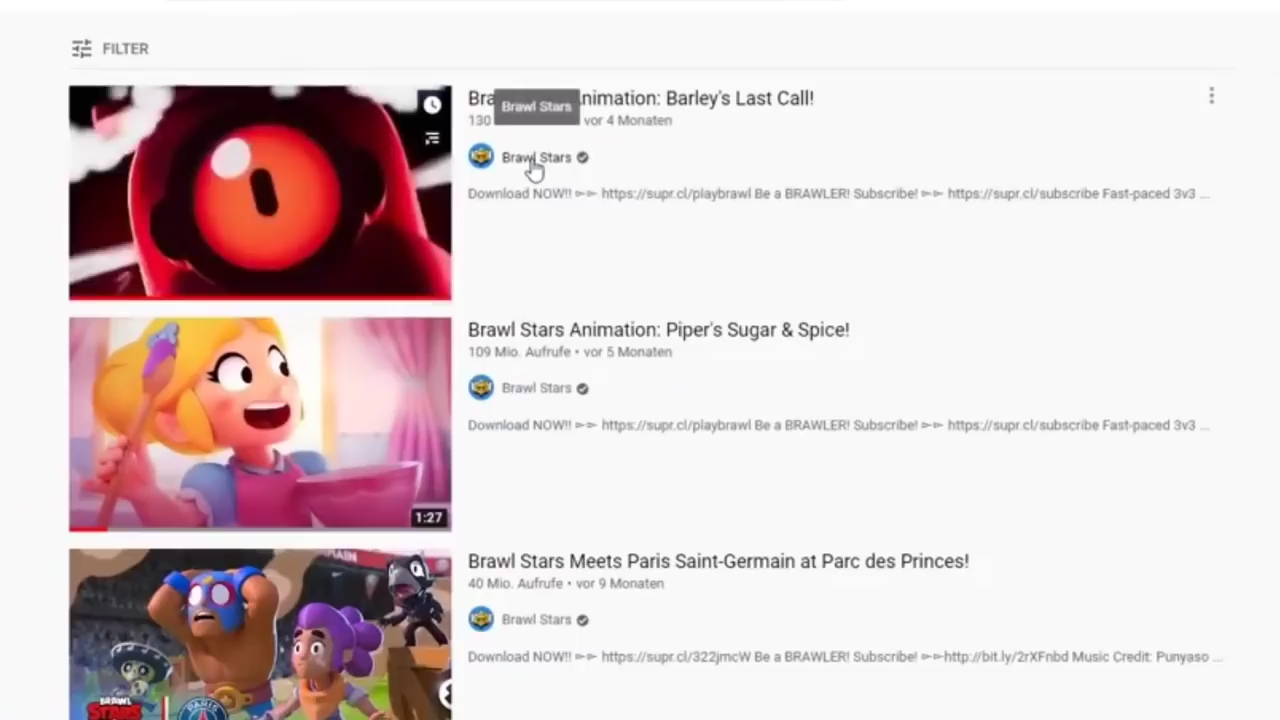 FILTER
Bra nimation: Barley's Last Call!
Brawl Stars
130 vor 4 Monaten
Brawl Stars
Download NOW!! ➳➳ https://supr.cl/playbrawl Be a BRAWLER! Subscribe! ➳➳ https://supr.cl/subscribe Fast-paced 3v3 ...
Brawl Stars Animation: Piper's Sugar & Spice!
109 Mio. Aufrufe • vor 5 Monaten
Brawl Stars
Download NOW!! ➳➳ https://supr.cl/playbrawl Be a BRAWLER! Subscribe! ➳➳ https://supr.cl/subscribe Fast-paced 3v3 ...
1:27
Brawl Stars Meets Paris Saint-Germain at Parc des Princes!
40 Mio. Aufrufe • vor 9 Monaten
Brawl Stars
Download NOW!! ➳➳ https://supr.cl/322jmcW Be a BRAWLER! Subscribe! ➳➳http://bit.ly/2rXFnbd Music Credit: Punyaso ...
BRAWL
STARS
PARIS